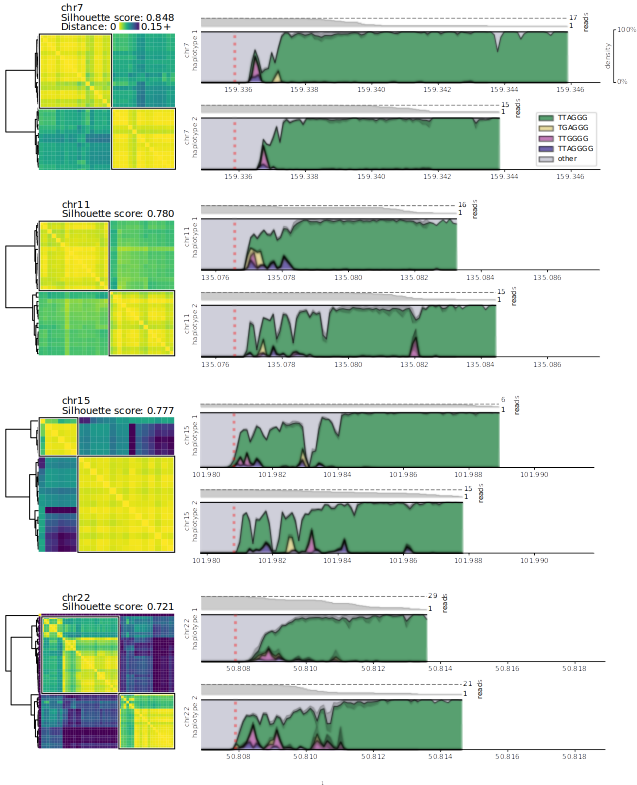 chr7
Silhouette score: 0.848
Distance: 0 0.15+
chr7
haplotype 1
17
1
reads
100%
density
0%
159.336 159.338 159.340 159.342 159.344 159.346
chr7
haplotype 2
15
1
reads
TTAGGG
TGAGGG
TTGGGG
TTAGGGG
other
159.336 159.338 159.340 159.342 159.344 159.346
chr11
Silhouette score: 0.780
chr11
haplotype 1
16
1
reads
135.076 135.078 135.080 135.082 135.084 135.086
chr11
haplotype 2
15
1
reads
135.076 135.078 135.080 135.082 135.084 135.086
chr15
Silhouette score: 0.777
chr15
haplotype 1
6
1
reads
101.980 101.982 101.984 101.986 101.988 101.990
chr15
haplotype 2
15
1
reads
101.980 101.982 101.984 101.986 101.988 101.990
chr22
Silhouette score: 0.721
chr22
haplotype 1
29
1
reads
50.808 50.810 50.812 50.814 50.816 50.818
chr22
haplotype 2
21
1
reads
50.808 50.810 50.812 50.814 50.816 50.818